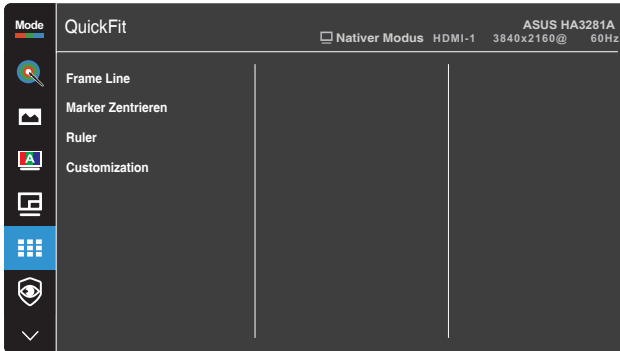 Mode
QuickFit
ASUS HA3281A
Nativer Modus HDMI-1 3840x2160@ 60Hz
Frame Line
Marker Zentrieren
Ruler
Customization
A